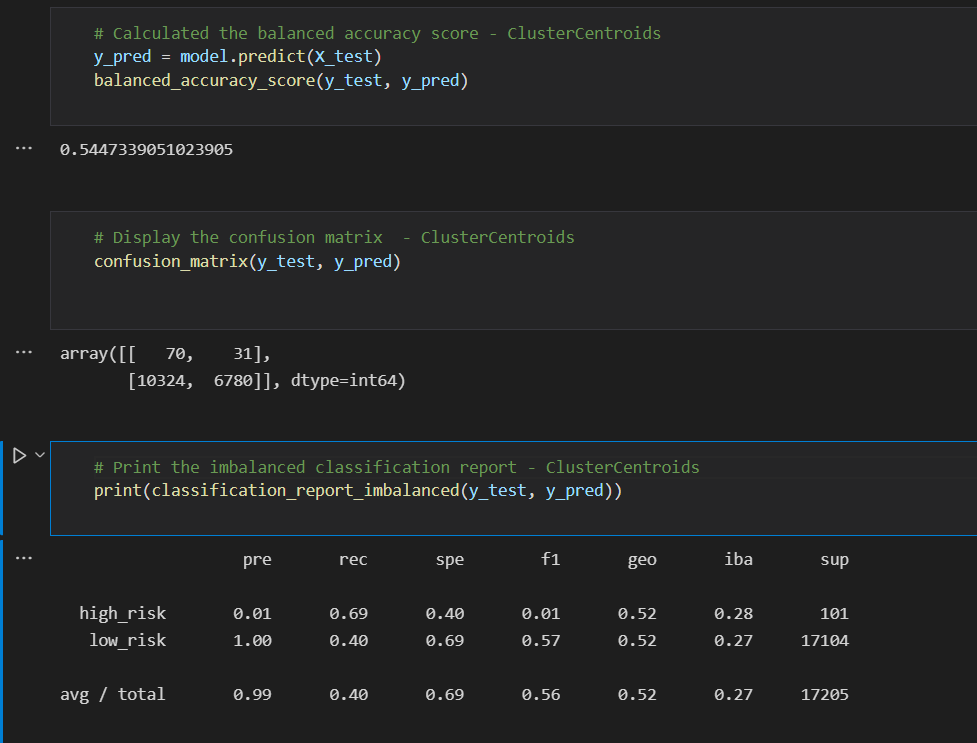 # Calculated the balanced accuracy score - ClusterCentroids
y_pred = model.predict(X_test)
balanced_accuracy_score(y_test, y_pred)
... 0.5447339051023905
# Display the confusion matrix  - ClusterCentroids
confusion_matrix(y_test, y_pred)
... array([[   70,    31],
       [10324,  6780]], dtype=int64)
# Print the imbalanced classification report - ClusterCentroids
print(classification_report_imbalanced(y_test, y_pred))
... pre rec spe f1 geo iba sup
high_risk 0.01 0.69 0.40 0.01 0.52 0.28 101
low_risk 1.00 0.40 0.69 0.57 0.52 0.27 17104
avg / total 0.99 0.40 0.69 0.56 0.52 0.27 17205